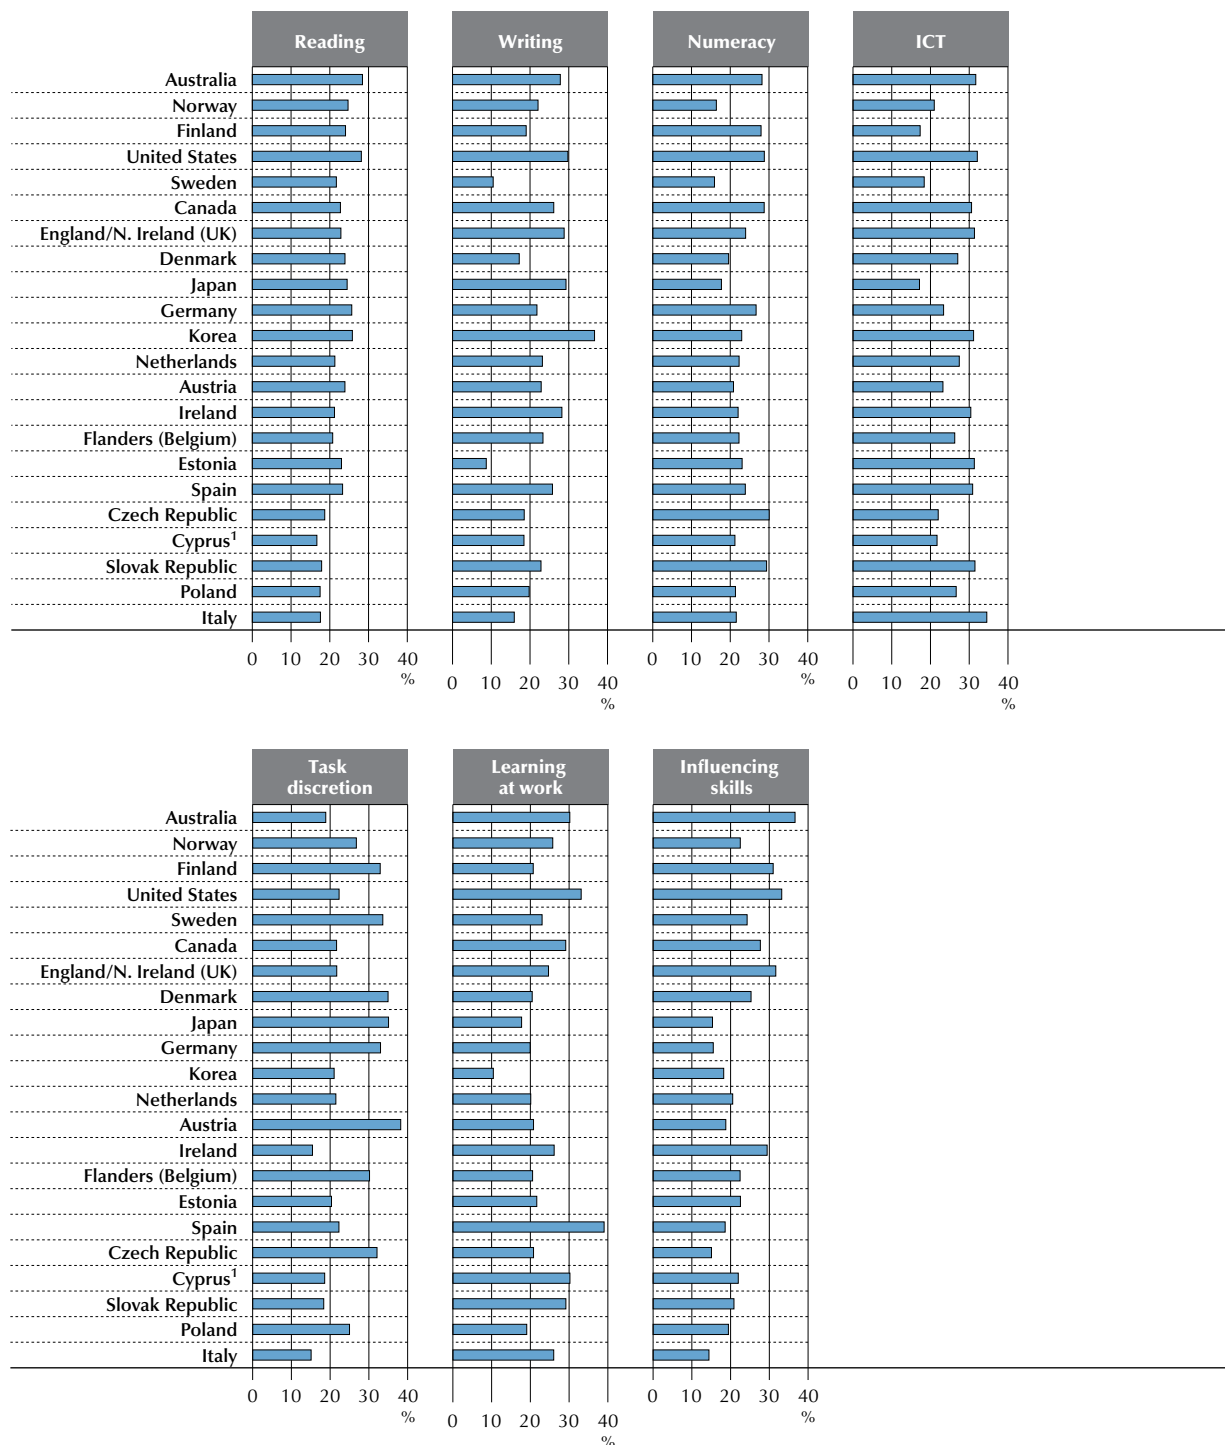 Reading Writing Numeracy ICT
Australia
Norway
Finland
United States
Sweden
Canada
England/N. Ireland (UK)
Denmark
Japan
Germany
Korea
Netherlands
Austria
Ireland
Flanders (Belgium)
Estonia
Spain
Czech Republic
Cyprus¹
Slovak Republic
Poland
Italy
0 10 20 30 40 0 10 20 30 40 0 10 20 30 40 0 10 20 30 40
% % % %
Task discretion Learning at work Influencing skills
Australia
Norway
Finland
United States
Sweden
Canada
England/N. Ireland (UK)
Denmark
Japan
Germany
Korea
Netherlands
Austria
Ireland
Flanders (Belgium)
Estonia
Spain
Czech Republic
Cyprus¹
Slovak Republic
Poland
Italy
0 10 20 30 40 0 10 20 30 40 0 10 20 30 40
% % %